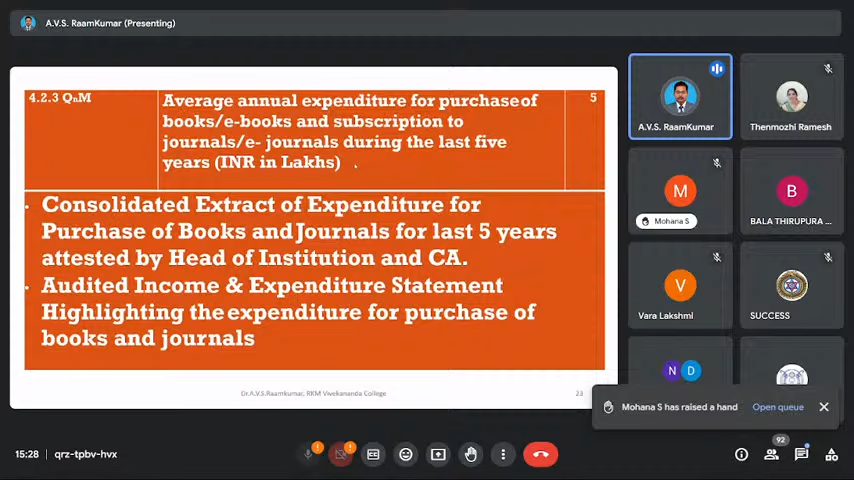 A.V.S. RaamKumar (Presenting)
4.2.3 QnM
Average annual expenditure for purchase of
books/e-books and subscription to
journals/e- journals during the last five
years (INR in Lakhs) .
5
• Consolidated Extract of Expenditure for
Purchase of Books and Journals for last 5 years
attested by Head of Institution and CA.
• Audited Income & Expenditure Statement
Highlighting the expenditure for purchase of
books and journals
Dr.A.V.S.Raamkumar, RKM Vivekananda College
23
A.V.S. RaamKumar
Thenmozhi Ramesh
M
Mohana S
B
BALA THIRUPURA ...
V
Vara Lakshmi
SUCCESS
N D
Mohana S has raised a hand
Open queue
15:28
qrz-tpbv-hvx
CC
92